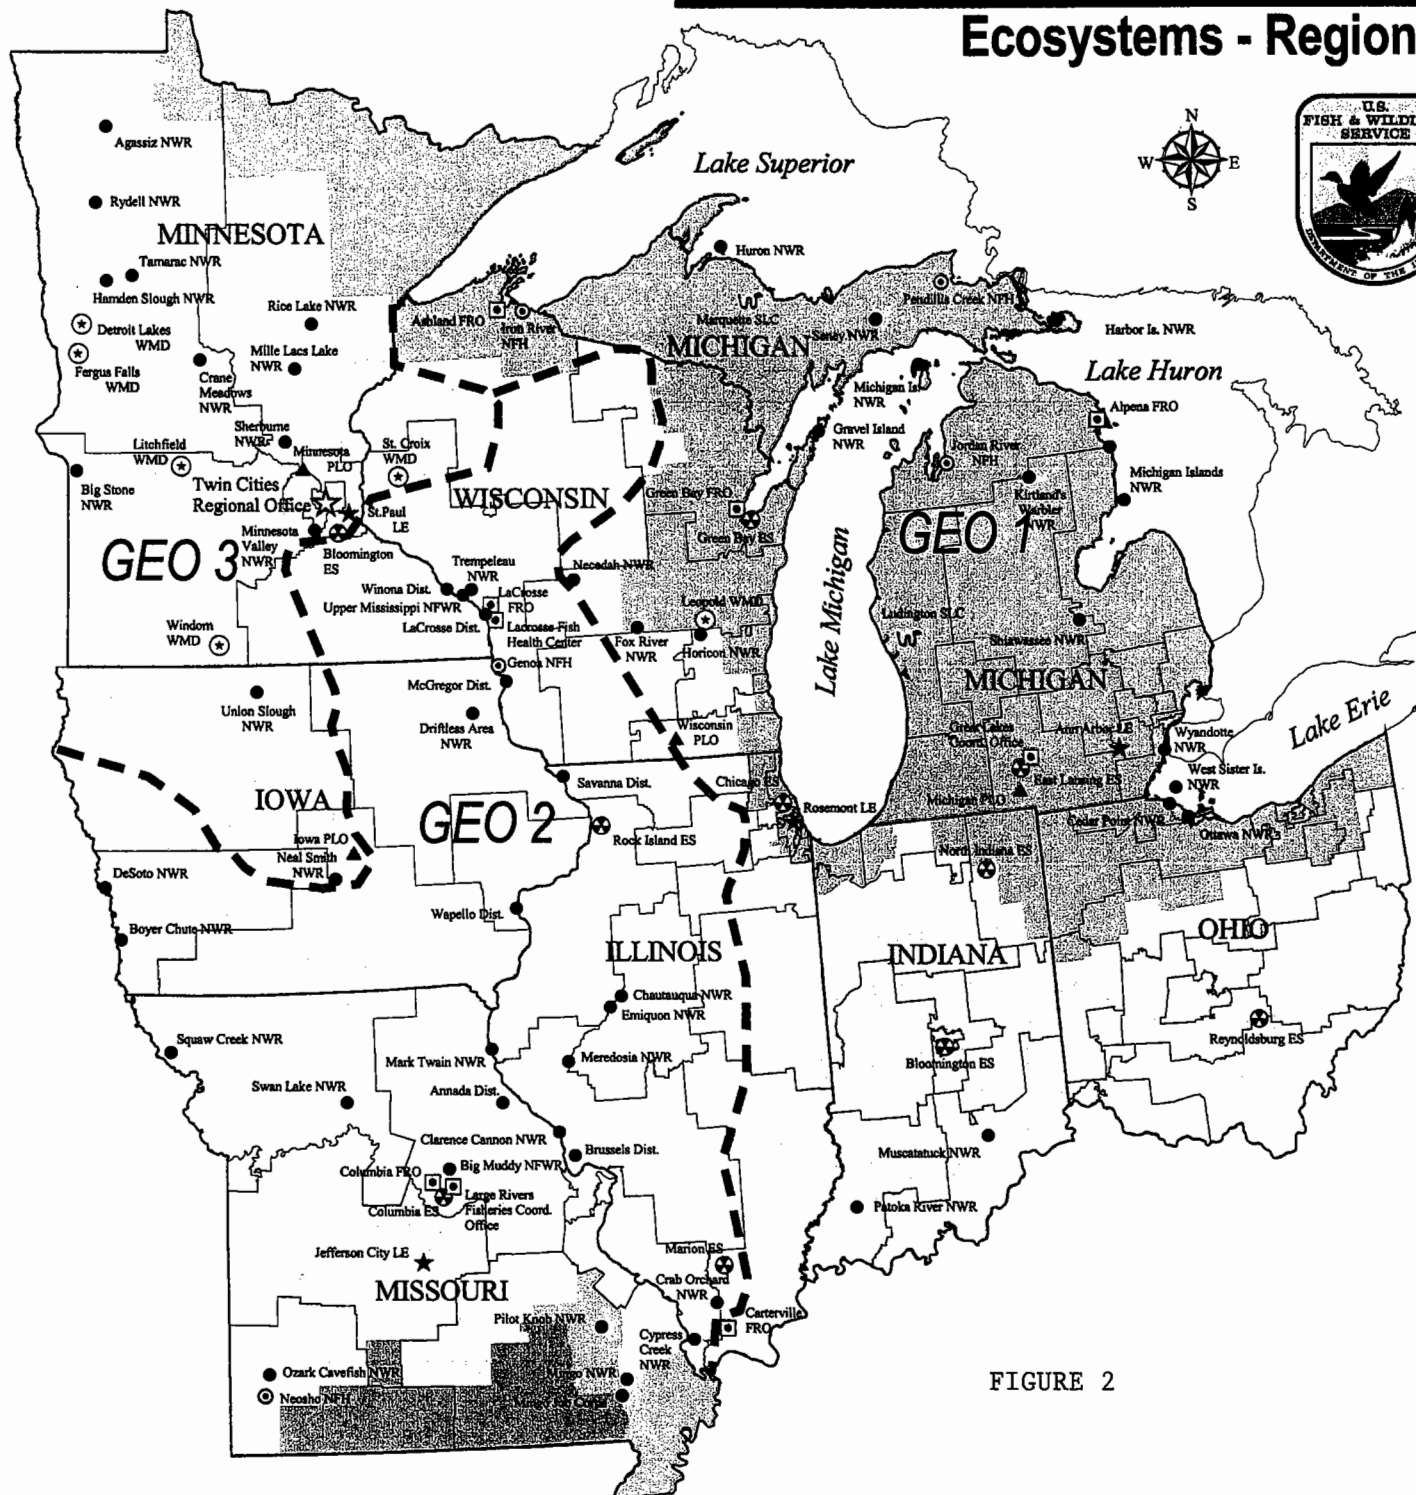 Ecosystems - Region
U.S.
FISH & WILDL
SERVICE
DEPARTMENT OF THE
N
W
E
S
Lake Superior
Agassiz NWR
Rydell NWR
MINNESOTA
Tamarac NWR
Hamden Slough NWR
Rice Lake NWR
Detroit Lakes
WMD
Mille Lacs Lake
NWR
Fergus Falls
WMD
Crane
Meadows
NWR
Sherburne
NWR
Litchfield
WMD
Minnesota
PLO
St. Croix
WMD
Twin Cities
Regional Office
Big Stone
NWR
St.Paul
LE
Minnesota
Valley
NWR
Bloomington
ES
GEO 3
Windom
WMD
Huron NWR
Ashland FRO
Iron River
NFH
Marquette SLC
Seney NWR
Pendills Creek NFH
MICHIGAN
Harbor Is. NWR
Lake Huron
Michigan Is.
NWR
Gravel Island
NWR
Alpena FRO
Jordan River
NFH
Michigan Islands
NWR
Kirtland's
Warbler
NWR
WISCONSIN
Green Bay FRO
Green Bay ES
GEO 1
Trempeleau
NWR
Necedah NWR
Winona Dist.
Upper Mississippi NFWR
LaCrosse
FRO
LaCrosse Dist.
Lacrosse Fish
Health Center
Genoa NFH
Leopold WMD
Fox River
NWR
Horicon NWR
Lake Michigan
Ludington SLC
Shiawassee NWR
MICHIGAN
McGregor Dist.
Driftless Area
NWR
Union Slough
NWR
Wisconsin
PLO
Great Lakes
Coord. Office
Ann Arbor LE
Wyandotte
NWR
Lake Erie
West Sister Is.
NWR
East Lansing ES
Michigan PLO
Cedar Point NWR
Ottawa NWR's
Savanna Dist.
Chicago ES
Rosemont LE
IOWA
GEO 2
Rock Island ES
Iowa PLO
Neal Smith
NWR
North Indiana ES
DeSoto NWR
Boyer Chute NWR
Wapello Dist.
ILLINOIS
INDIANA
OHIO
Chautauqua NWR
Emiquon NWR
Squaw Creek NWR
Mark Twain NWR
Meredosia NWR
Bloomington ES
Reynoldsburg ES
Swan Lake NWR
Annada Dist.
Clarence Cannon NWR
Brussels Dist.
Muscatatuck NWR
Columbia FRO
Big Muddy NFWR
Columbia ES
Large Rivers
Fisheries Coord.
Office
Patoka River NWR
Jefferson City LE
MISSOURI
Marion ES
Crab Orchard
NWR
Carterville
FRO
Pilot Knob NWR
Cypress
Creek
NWR
Ozark Cavefish NWR
Mingo NWR
Neosho NFH
Mingo Job Corps
FIGURE 2